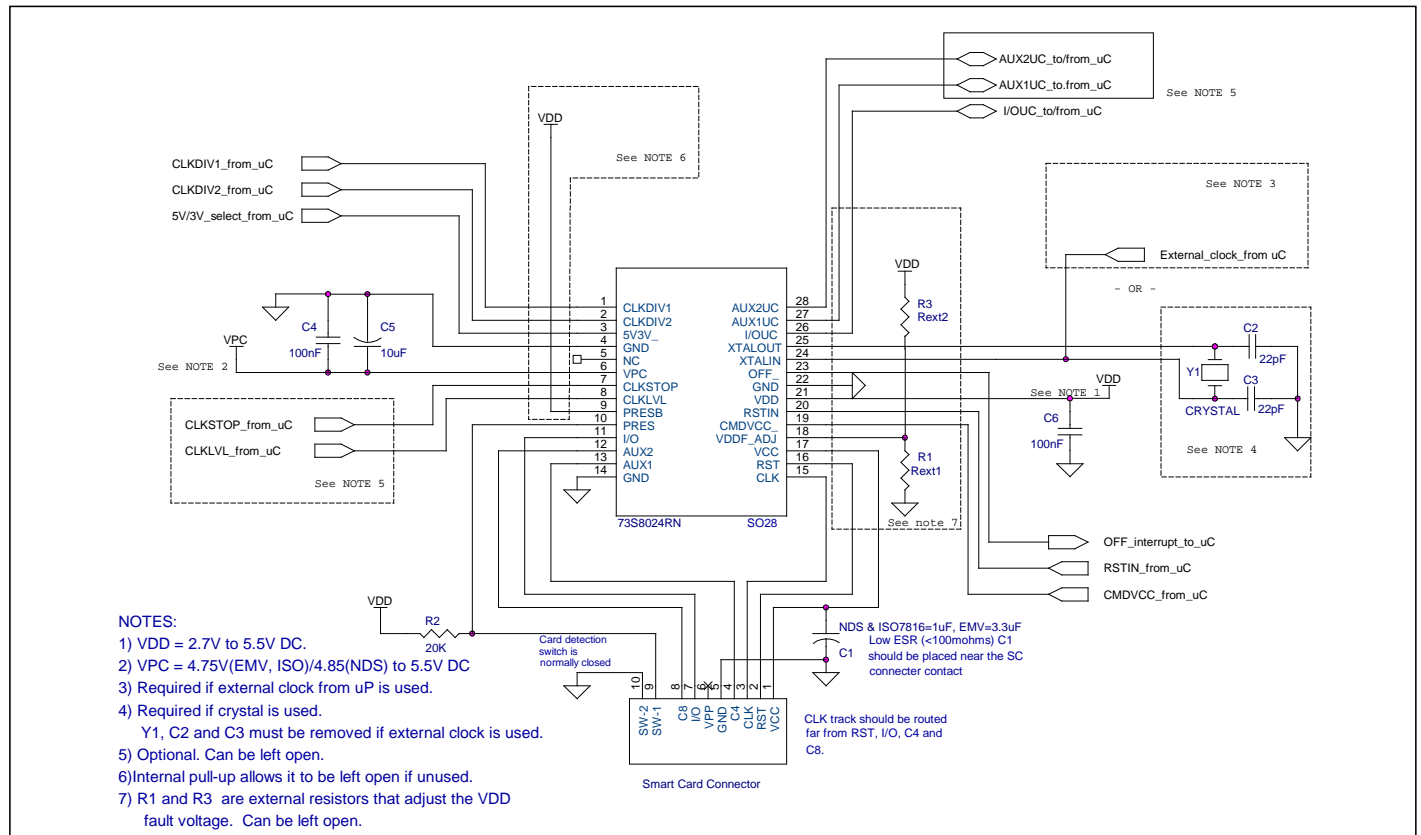 AUX2UC_to/from_uC
AUX1UC_to.from_uC
See NOTE 5
I/OUC_to/from_uC
VDD
See NOTE 6
CLKDIV1_from_uC
CLKDIV2_from_uC
5V/3V_select_from_uC
See NOTE 3
External_clock_from uC
- OR -
VDD
R3
Rext2
C4
100nF
C5
10uF
VPC
See NOTE 2
1 CLKDIV1
2 CLKDIV2
3 5V3V_
4 GND
5 NC
6 VPC
7 CLKSTOP
8 CLKLVL
9 PRESB
10 PRES
11 I/O
12 AUX2
13 AUX1
14 GND
AUX2UC 28
AUX1UC 27
I/OUC 26
XTALOUT 25
XTALIN 24
OFF_ 23
GND 22
VDD 21
RSTIN 20
CMDVCC_ 19
VDDF_ADJ 18
VCC 17
RST 16
CLK 15
73S8024RN
SO28
C2
22pF
Y1
C3
22pF
CRYSTAL
See NOTE 4
See NOTE 1
VDD
C6
100nF
CLKSTOP_from_uC
CLKLVL_from_uC
See NOTE 5
R1
Rext1
See note 7
OFF_interrupt_to_uC
RSTIN_from_uC
CMDVCC_from_uC
VDD
R2
20K
Card detection
switch is
normally closed
NDS & ISO7816=1uF, EMV=3.3uF
Low ESR (<100mohms) C1
should be placed near the SC
connecter contact
C1
10 9 8 7 6 5 4 3 2 1
SW-2 SW-1 C8 I/O VPP GND C4 CLK RST VCC
CLK track should be routed
far from RST, I/O, C4 and
C8.
Smart Card Connector
NOTES:
1) VDD = 2.7V to 5.5V DC.
2) VPC = 4.75V(EMV, ISO)/4.85(NDS) to 5.5V DC
3) Required if external clock from uP is used.
4) Required if crystal is used.
Y1, C2 and C3 must be removed if external clock is used.
5) Optional. Can be left open.
6)Internal pull-up allows it to be left open if unused.
7) R1 and R3 are external resistors that adjust the VDD
fault voltage. Can be left open.